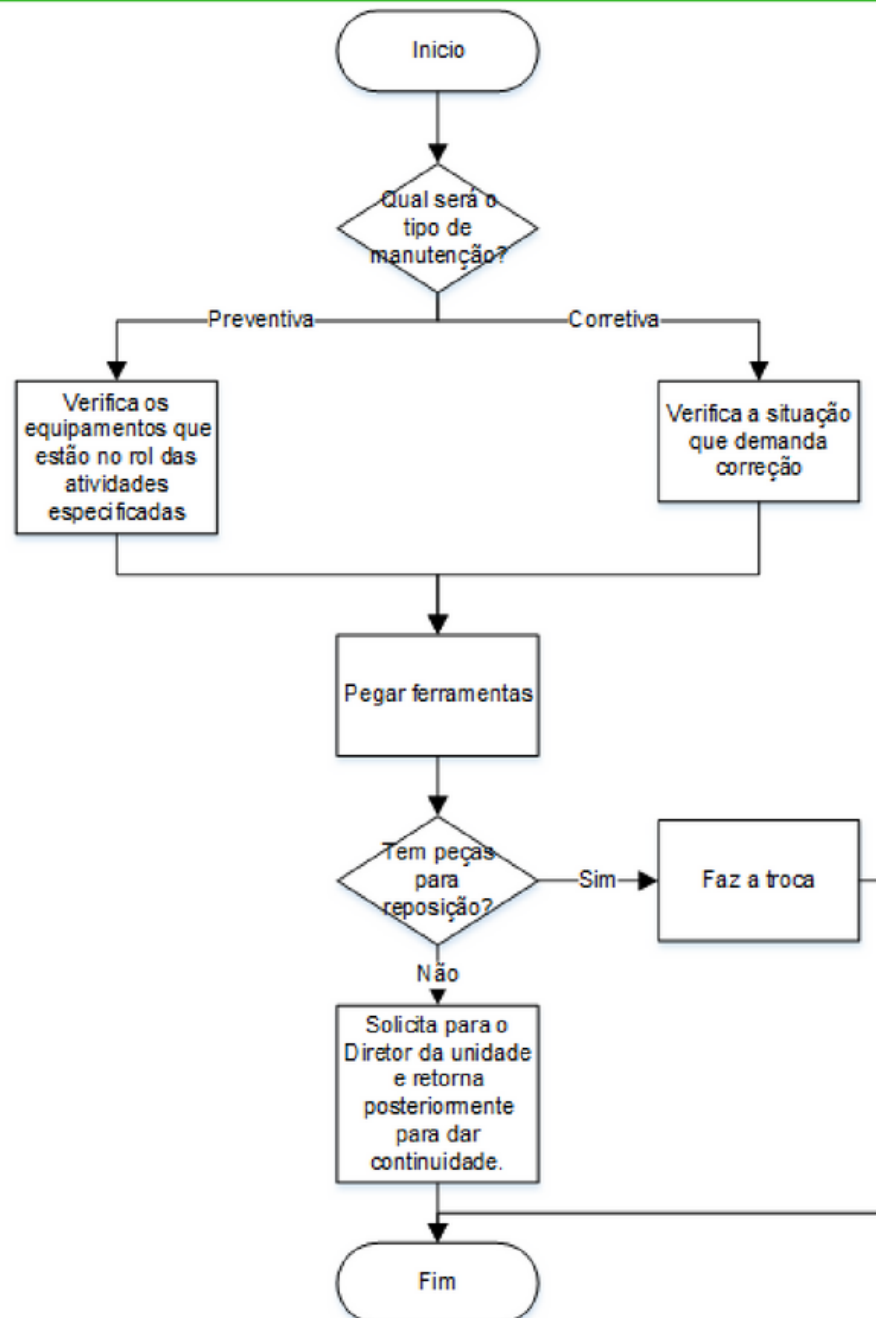 Inicio
Qual será o
tipo de
manutenção?
Preventiva
Corretiva
Verifica os
equipamentos que
estão no rol das
atividades
especificadas
Verifica a situação
que demanda
correção
Pegar ferramentas
Tem peças
para
reposição?
Sim
Faz a troca
Não
Solicita para o
Diretor da unidade
e retorna
posteriormente
para dar
continuidade.
Fim